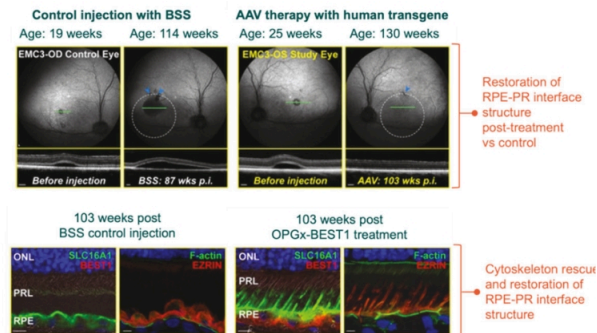 Control injection with BSS
AAV therapy with human transgene
Age: 19 weeks
Age: 114 weeks
Age: 25 weeks
Age: 130 weeks
EMC3-OD Control Eye
EMC3-OS Study Eye
Before injection
BSS: 87 wks p.i.
Before injection
AAV: 103 wks p.i.
Restoration of
RPE-PR interface
structure
post-treatment
vs control
103 weeks post
BSS control injection
103 weeks post
OPGx-BEST1 treatment
ONL
SLC16A1
BEST1
F-actin
EZRIN
ONL
SLC16A1
BEST1
F-actin
EZRIN
PRL
PRL
RPE
RPE
Cytoskeleton rescue
and restoration of
RPE-PR interface
structure